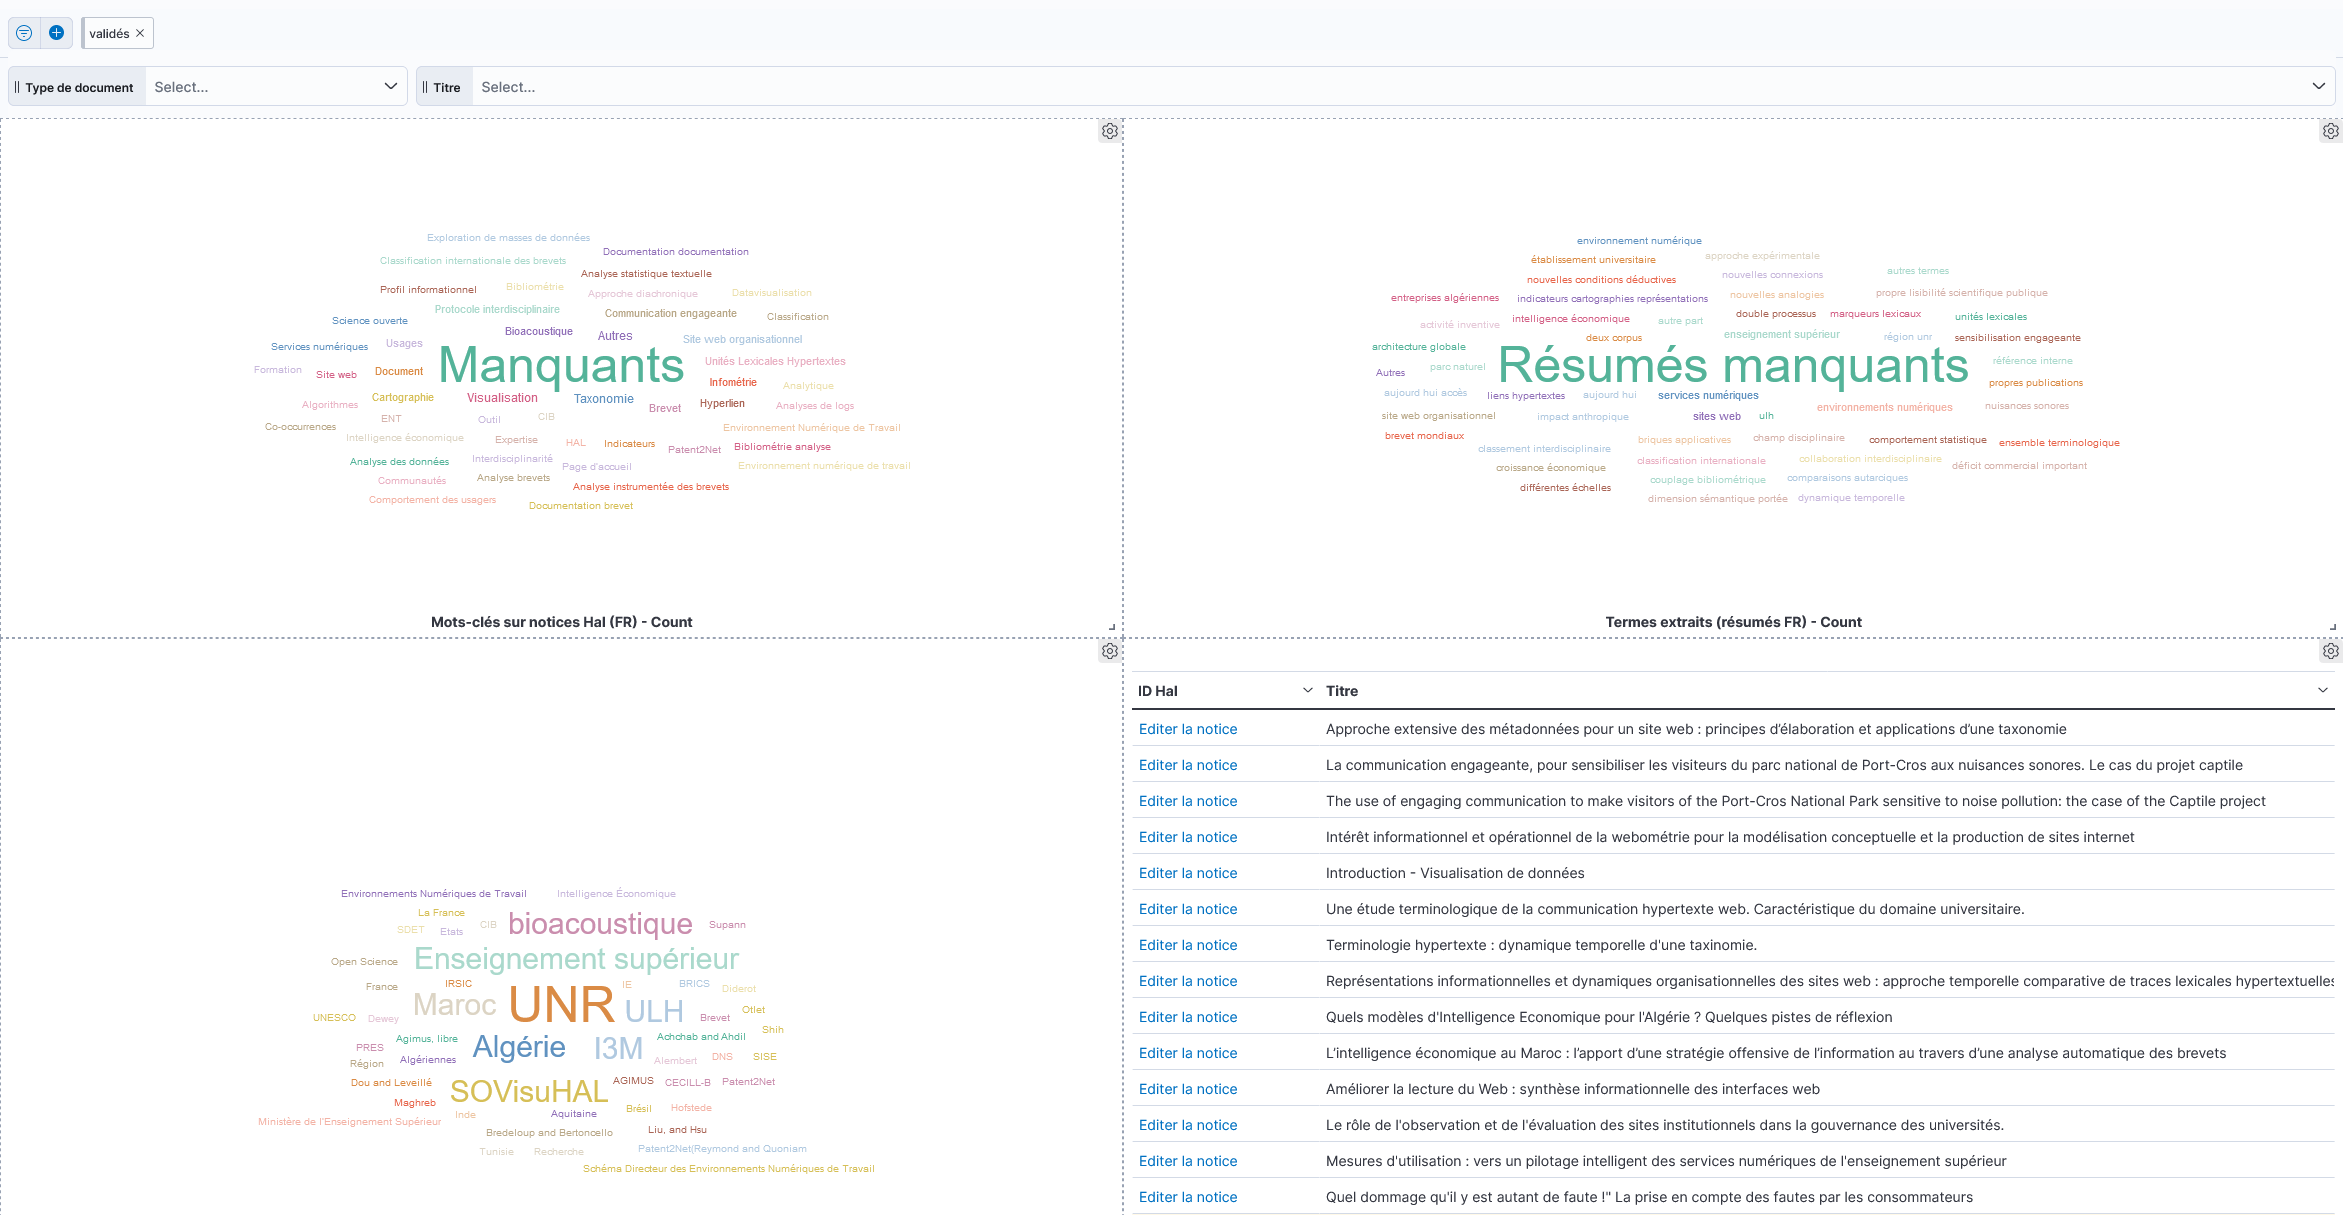 validés
Type de document Select... Titre Select...
Exploration de masses de données
Documentation documentation
Classification internationale des brevets
Analyse statistique textuelle
Profil informationnel Bibliométrie Approche diachronique Datavisualisation
Protocole interdisciplinaire Communication engageante Classification
Science ouverte Bioacoustique Autres Site web organisationnel
Services numériques Usages Manquants Unités Lexicales Hypertextes
Formation Site web Document Infométrie Analytique
Algorithmes Cartographie Visualisation Taxonomie Brevet Hyperlien Analyses de logs
Co-occurrences ENT Outil CIB Environnement Numérique de Travail
Intelligence économique Expertise HAL Indicateurs Patent2Net Bibliométrie analyse
Analyse des données Interdisciplinarité Page d'accueil Environnement numérique de travail
Communautés Analyse brevets Analyse instrumentée des brevets
Comportement des usagers Documentation brevet
Mots-clés sur notices Hal (FR) - Count
environnement numérique
établissement universitaire approche expérimentale
nouvelles conditions déductives nouvelles connexions autres termes
entreprises algériennes indicateurs cartographies représentations nouvelles analogies propre lisibilité scientifique publique
activité inventive intelligence économique autre part double processus marqueurs lexicaux unités lexicales
architecture globale deux corpus enseignement supérieur région unr sensibilisation engageante
Autres parc naturel Résumés manquants référence interne
aujourd hui accès liens hypertextes aujourd hui services numériques propres publications
site web organisationnel impact anthropique sites web ulh environnements numériques nuisances sonores
brevet mondiaux briques applicatives champ disciplinaire comportement statistique ensemble terminologique
classement interdisciplinaire classification internationale collaboration interdisciplinaire déficit commercial important
croissance économique couplage bibliométrique comparaisons autarciques
différentes échelles dimension sémantique portée dynamique temporelle
Termes extraits (résumés FR) - Count
Environnements Numériques de Travail Intelligence Économique
La France bioacoustique Supann
SDET Etats CIB
Open Science Enseignement supérieur
France IRSIC IE BRICS Diderot
UNESCO Dewey Maroc UNR ULH Brevet Otlet
Agimus, libre Achchab and Ahdil Shih
PRES Algériennes Algérie I3M Alembert DNS SISE
Région
Dou and Leveillé SOVisuHAL AGIMUS CECILL-B Patent2Net
Maghreb Inde Aquitaine Brésil Hofstede
Ministère de l'Enseignement Supérieur
Bredeloup and Bertoncello Liu, and Hsu
Tunisie Recherche Patent2Net(Reymond and Quoniam
Schéma Directeur des Environnements Numériques de Travail
ID Hal Titre
Editer la notice Approche extensive des métadonnées pour un site web : principes d’élaboration et applications d’une taxonomie
Editer la notice La communication engageante, pour sensibiliser les visiteurs du parc national de Port-Cros aux nuisances sonores. Le cas du projet captile
Editer la notice The use of engaging communication to make visitors of the Port-Cros National Park sensitive to noise pollution: the case of the Captile project
Editer la notice Intérêt informationnel et opérationnel de la webométrie pour la modélisation conceptuelle et la production de sites internet
Editer la notice Introduction - Visualisation de données
Editer la notice Une étude terminologique de la communication hypertexte web. Caractéristique du domaine universitaire.
Editer la notice Terminologie hypertexte : dynamique temporelle d'une taxinomie.
Editer la notice Représentations informationnelles et dynamiques organisationnelles des sites web : approche temporelle comparative de traces lexicales hypertextuelles
Editer la notice Quels modèles d'Intelligence Economique pour l'Algérie ? Quelques pistes de réflexion
Editer la notice L’intelligence économique au Maroc : l’apport d’une stratégie offensive de l’information au travers d’une analyse automatique des brevets
Editer la notice Améliorer la lecture du Web : synthèse informationnelle des interfaces web
Editer la notice Le rôle de l'observation et de l'évaluation des sites institutionnels dans la gouvernance des universités.
Editer la notice Mesures d'utilisation : vers un pilotage intelligent des services numériques de l'enseignement supérieur
Editer la notice Quel dommage qu'il y est autant de faute !" La prise en compte des fautes par les consommateurs